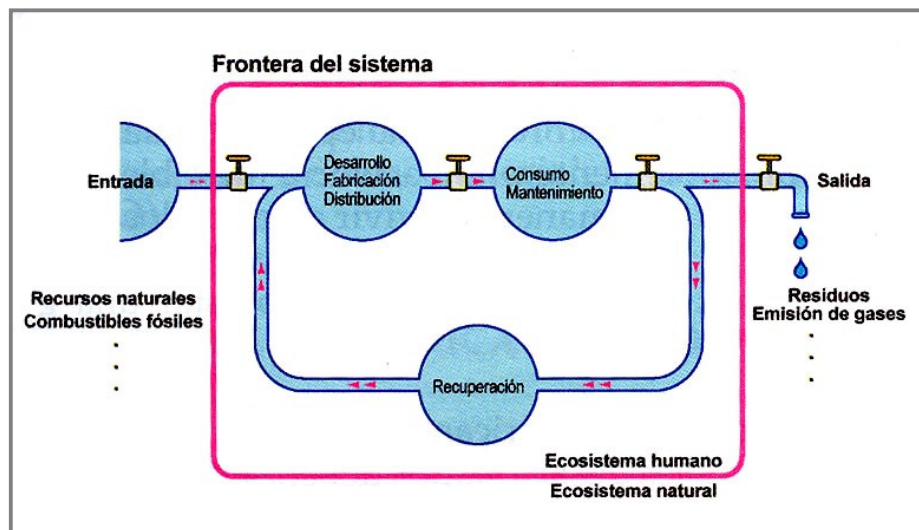 Frontera del sistema
Entrada
Desarrollo
Fabricación
Distribución
Consumo
Mantenimiento
Salida
Recursos naturales
Combustibles fósiles
Residuos
Emisión de gases
Recuperación
Ecosistema humano
Ecosistema natural